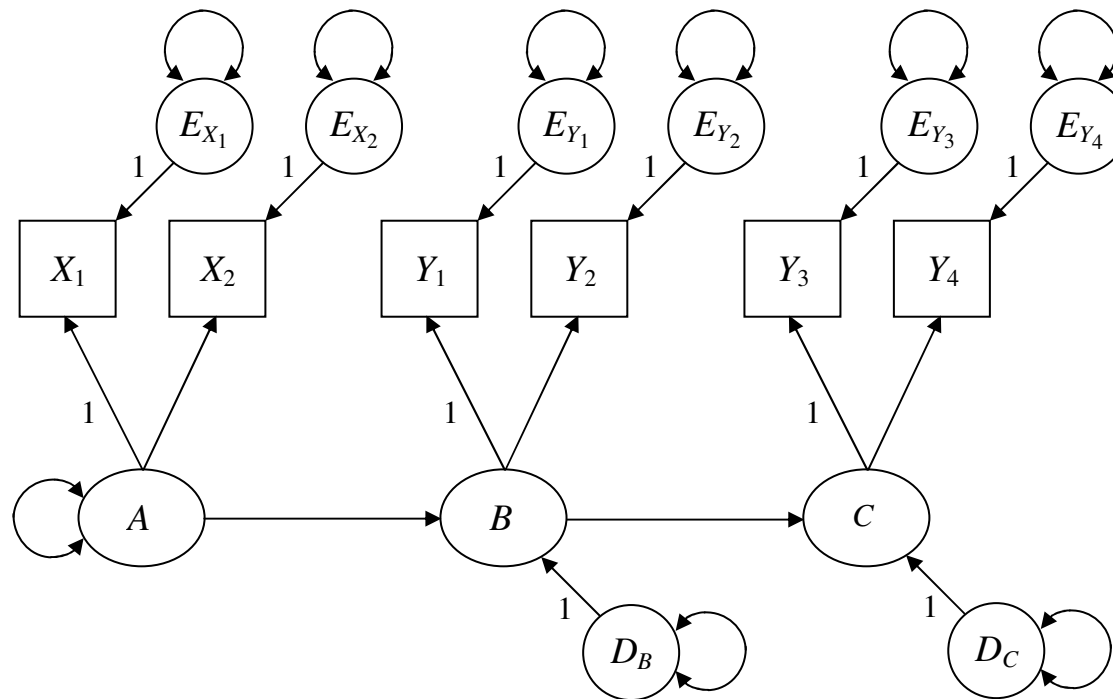 E_{X_1} E_{X_2} E_{Y_1} E_{Y_2} E_{Y_3} E_{Y_4}
1 1 1 1 1 1
X_1 X_2 Y_1 Y_2 Y_3 Y_4
1 1 1
A B C
1 1
D_B D_C